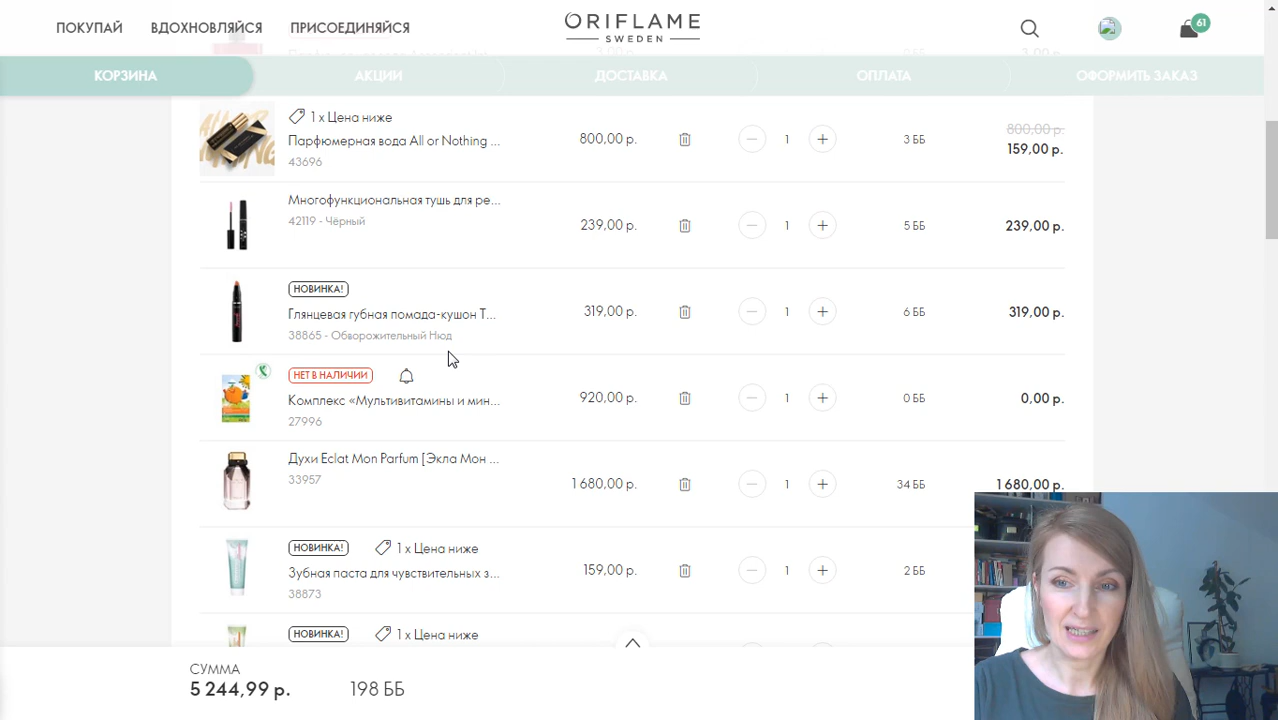 ПОКУПАЙ ВДОХНОВЛЯЙСЯ ПРИСОЕДИНЯЙСЯ
ORIFLAME
SWEDEN
61
КОРЗИНА АКЦИИ ДОСТАВКА ОПЛАТА ОФОРМИТЬ ЗАКАЗ
1 x Цена ниже
Парфюмерная вода All or Nothing ...
43696
800,00 р. 1 3 ББ
800,00 р.
159,00 р.
Многофункциональная тушь для ре...
42119 - Чёрный
239,00 р. 1 5 ББ 239,00 р.
НОВИНКА!
Глянцевая губная помада-кушон Т...
38865 - Обворожительный Нюд
319,00 р. 1 6 ББ 319,00 р.
НЕТ В НАЛИЧИИ
Комплекс «Мультивитамины и мин...
27996
920,00 р. 1 0 ББ 0,00 р.
Духи Eclat Mon Parfum [Экла Мон ...
33957
1 680,00 р. 1 34 ББ 1 680,00 р.
НОВИНКА! 1 x Цена ниже
Зубная паста для чувствительных з...
38873
159,00 р. 1 2 ББ
НОВИНКА! 1 x Цена ниже
СУММА
5 244,99 р. 198 ББ